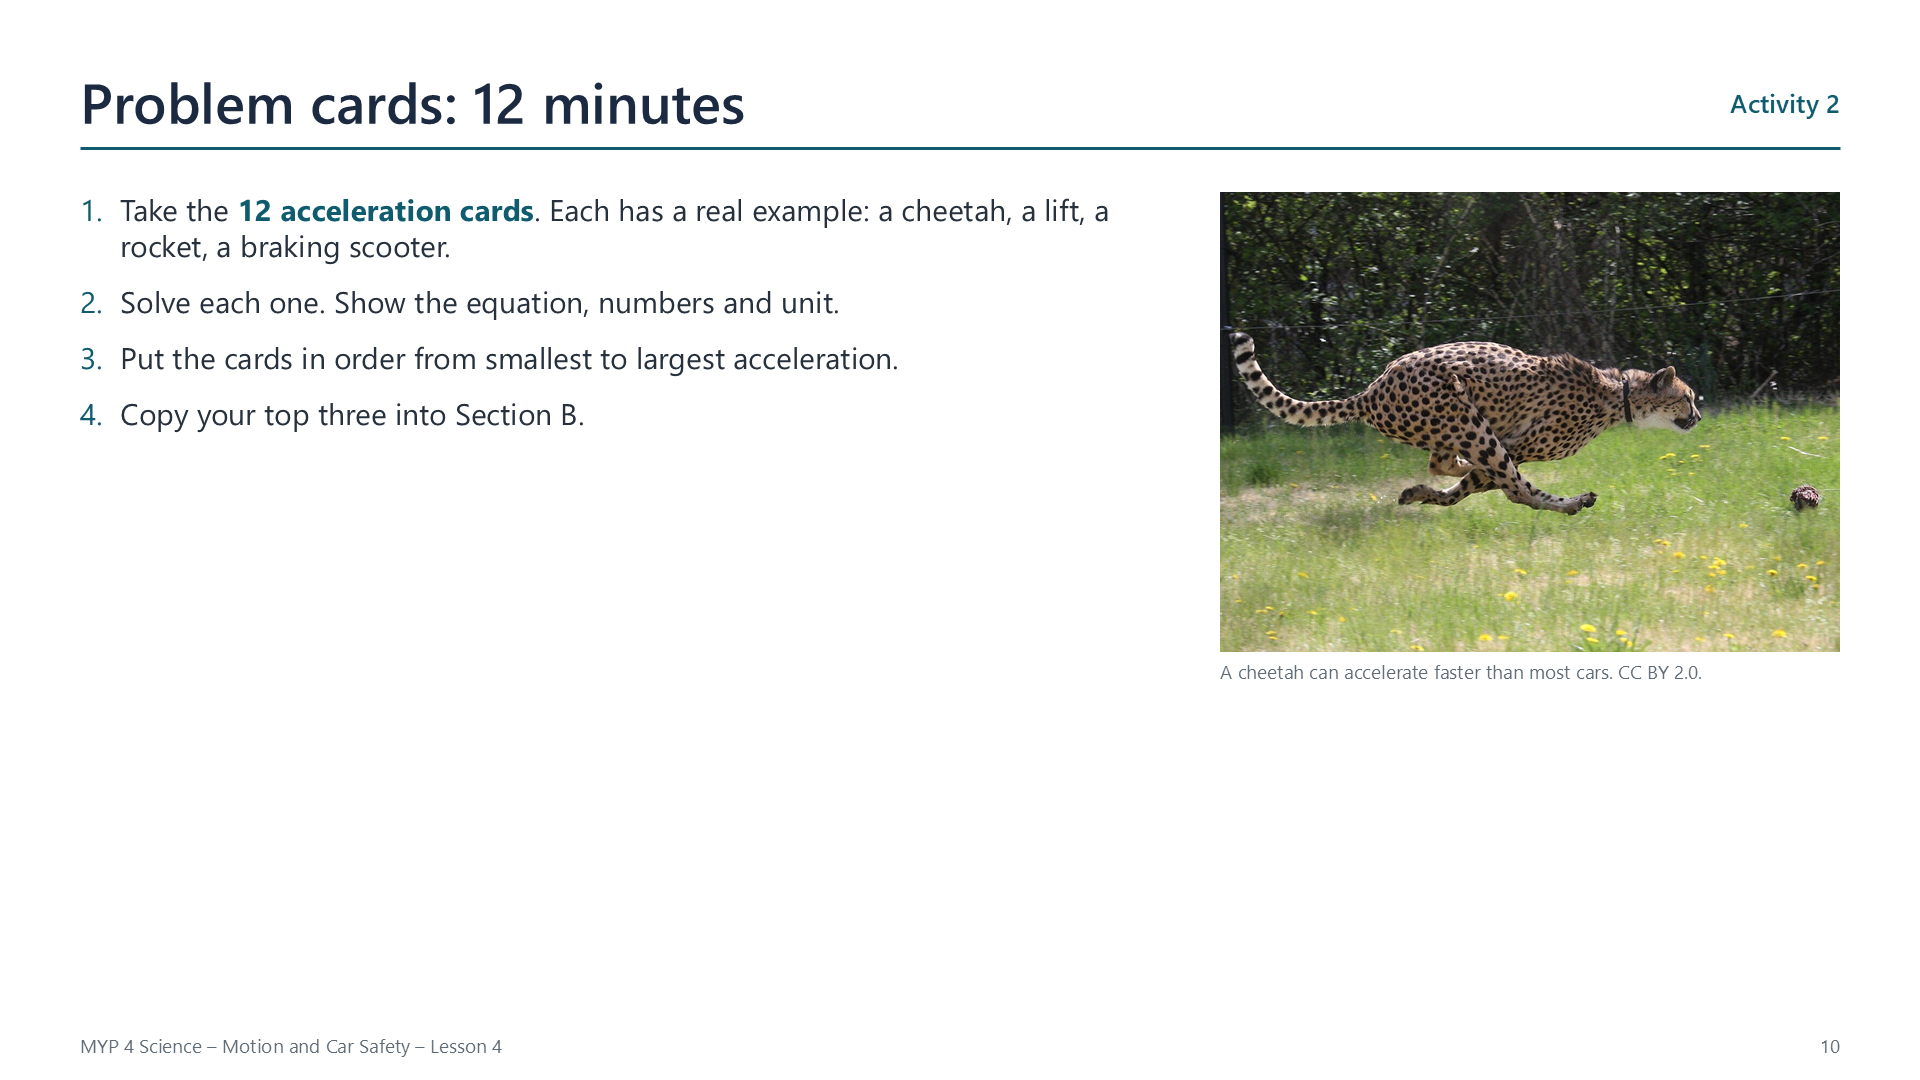 Problem cards: 12 minutes
Activity 2
1. Take the 12 acceleration cards. Each has a real example: a cheetah, a lift, a
rocket, a braking scooter.
2. Solve each one. Show the equation, numbers and unit.
3. Put the cards in order from smallest to largest acceleration.
4. Copy your top three into Section B.
A cheetah can accelerate faster than most cars. CC BY 2.0.
MYP 4 Science – Motion and Car Safety – Lesson 4
10